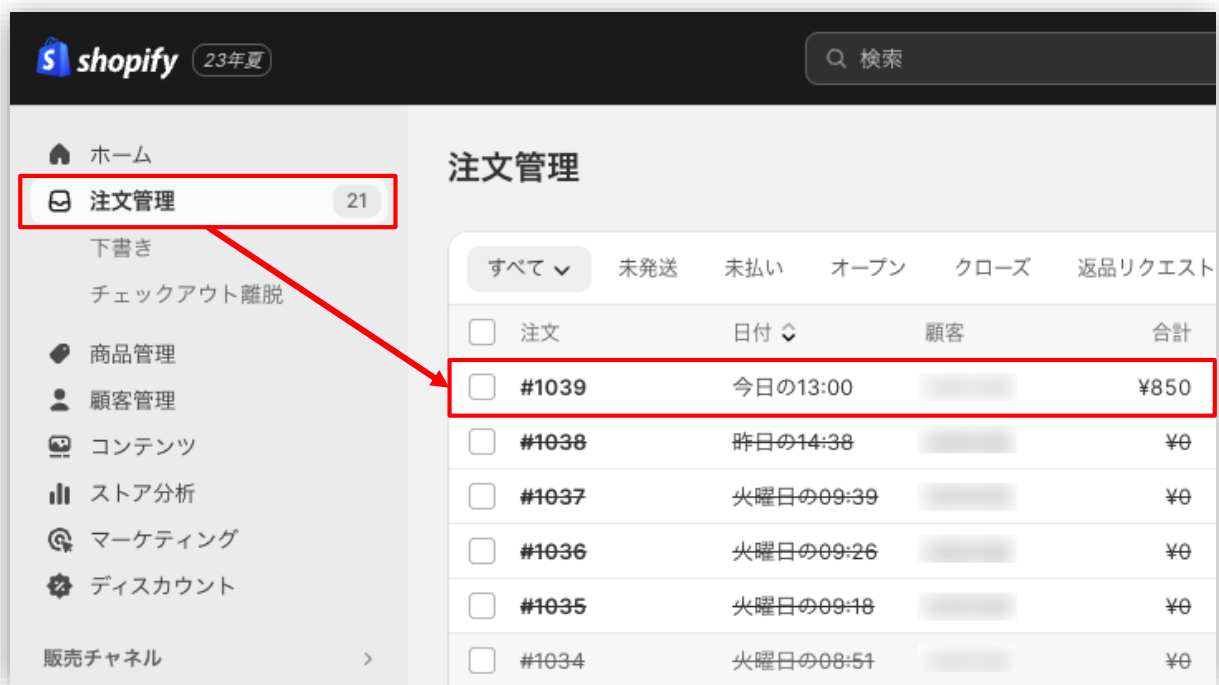 shopify 23年夏
検索
ホーム
注文管理 21
下書き
チェックアウト離脱
商品管理
顧客管理
コンテンツ
ストア分析
マーケティング
ディスカウント
販売チャネル
注文管理
すべて 未発送 未払い オープン クローズ 返品リクエスト
注文 日付 顧客 合計
#1039 今日の13:00 ¥850
#1038 昨日の14:38 ¥0
#1037 火曜日の09:39 ¥0
#1036 火曜日の09:26 ¥0
#1035 火曜日の09:18 ¥0
#1034 火曜日の08:51 ¥0